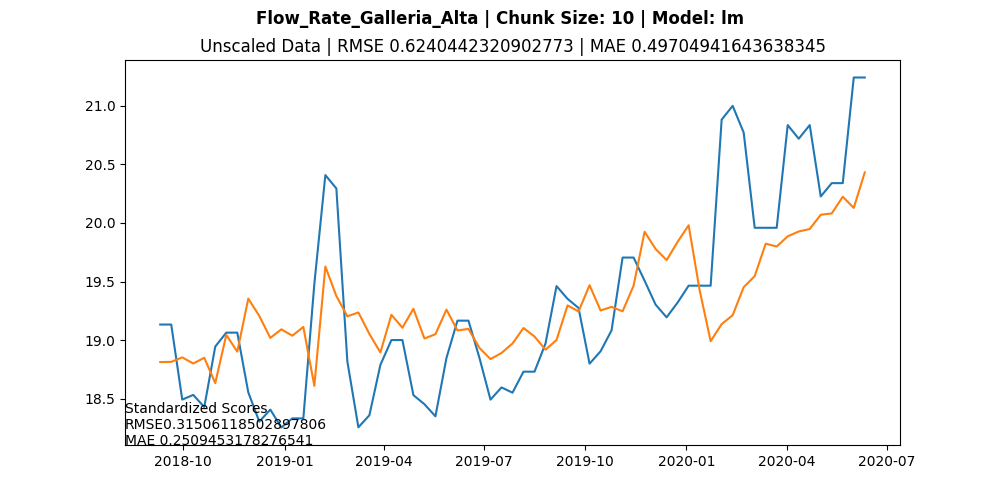 Flow_Rate_Galleria_Alta | Chunk Size: 10 | Model: lm
Unscaled Data | RMSE 0.6240442320902773 | MAE 0.49704941643638345
21.0
20.5
20.0
19.5
19.0
18.5
Standardized Scores
RMSE0.31506118502897806
MAE 0.2509453178276541
2018-10 2019-01 2019-04 2019-07 2019-10 2020-01 2020-04 2020-07